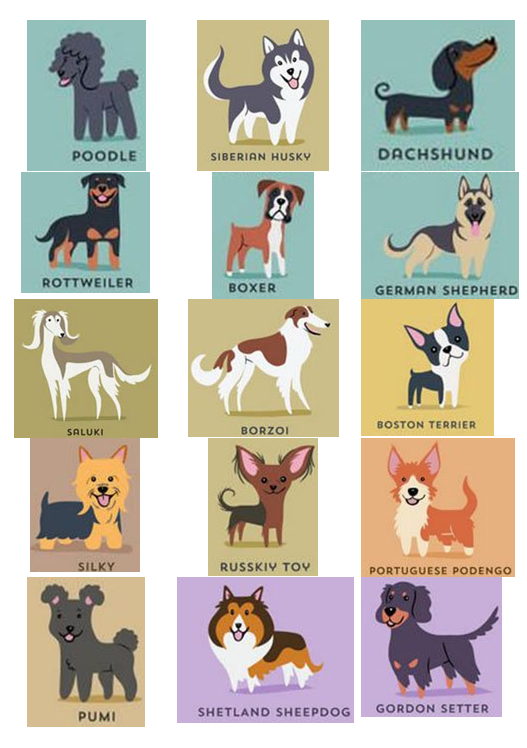 POODLE
SIBERIAN HUSKY
DACHSHUND
ROTTWEILER
BOXER
GERMAN SHEPHERD
SALUKI
BORZOI
BOSTON TERRIER
SILKY
RUSSKIY TOY
PORTUGUESE PODENGO
PUMI
SHETLAND SHEEPDOG
GORDON SETTER